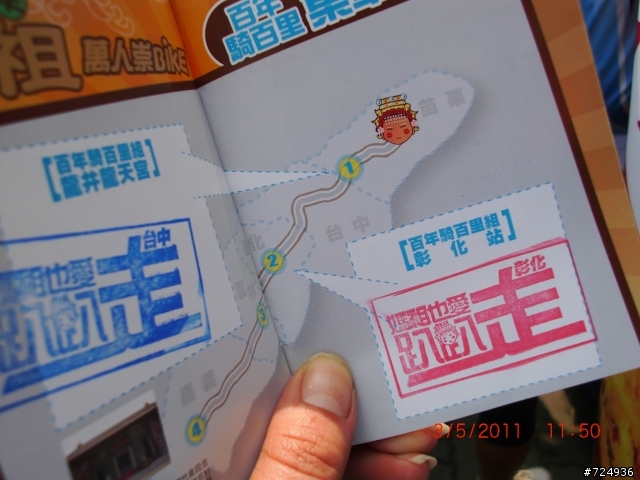 祖 萬人崇BiKE
百年
騎百里
苗栗
1
百年騎百里組
龍井龍天宮
台中
2
百年騎百里組
彰化站
台中
也愛
趴趴走
彰化
媽祖也愛
趴趴走
3
嘉義
4
3/5/2011 11:50
#724936